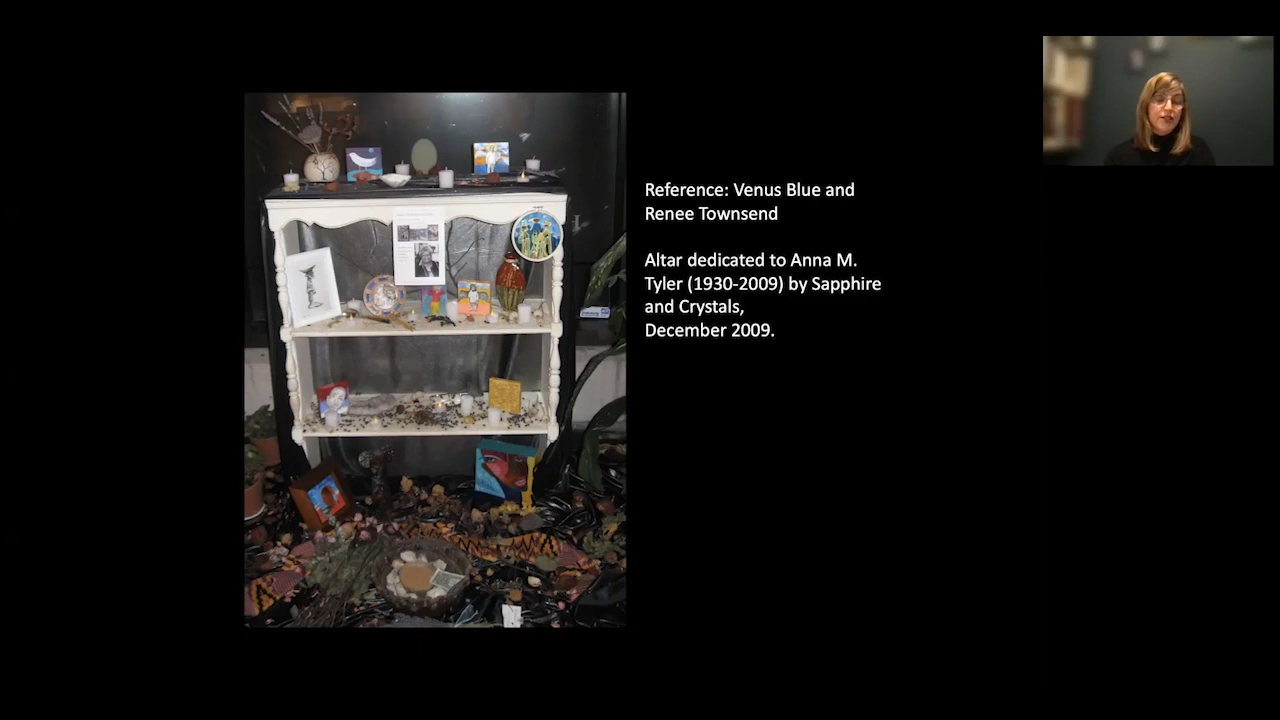 Reference: Venus Blue and
Renee Townsend
Altar dedicated to Anna M.
Tyler (1930-2009) by Sapphire
and Crystals,
December 2009.